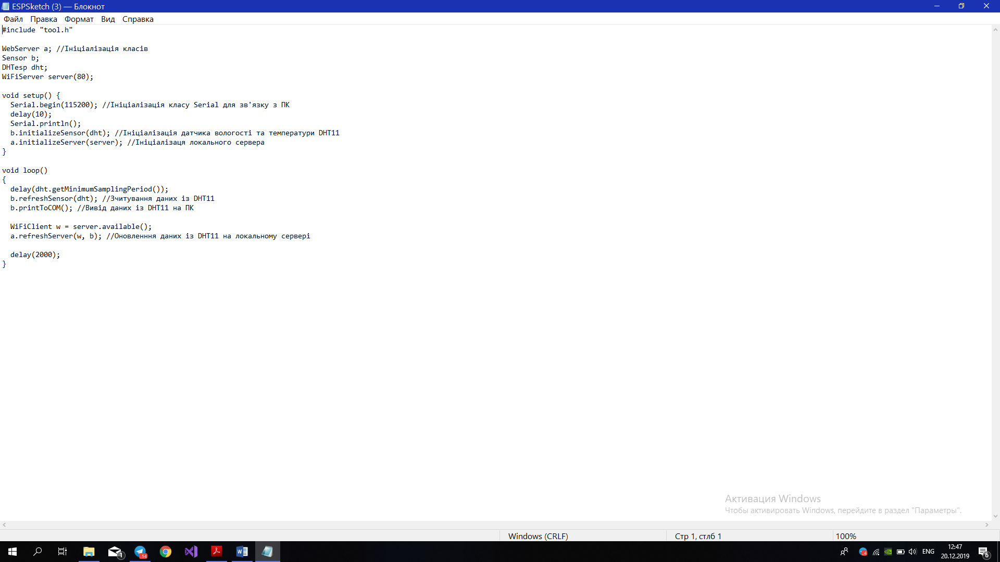 ESPSketch (3) — Блокнот
Файл Правка Формат Вид Справка
#include "tool.h"
WebServer a; //Ініціалізація класів
Sensor b;
DHTesp dht;
WiFiServer server(80);
void setup() {
Serial.begin(115200); //Ініціалізація класу Serial для зв'язку з ПК
delay(10);
Serial.println();
b.initializeSensor(dht); //Ініціалізація датчика вологості та температури DHT11
a.initializeServer(server); //Ініціалізаця локального сервера
}
void loop()
{
delay(dht.getMinimumSamplingPeriod());
b.refreshSensor(dht); //Зчитування даних із DHT11
b.printToCOM(); //Вивід даних із DHT11 на ПК
WiFiClient w = server.available();
a.refreshServer(w, b); //Оновленння даних із DHT11 на локальному сервері
delay(2000);
}
Активация Windows
Чтобы активировать Windows, перейдите в раздел "Параметры".
Windows (CRLF) Стр 1, стлб 1 100%
1 .54 W ENG 12:47 6
20.12.2019